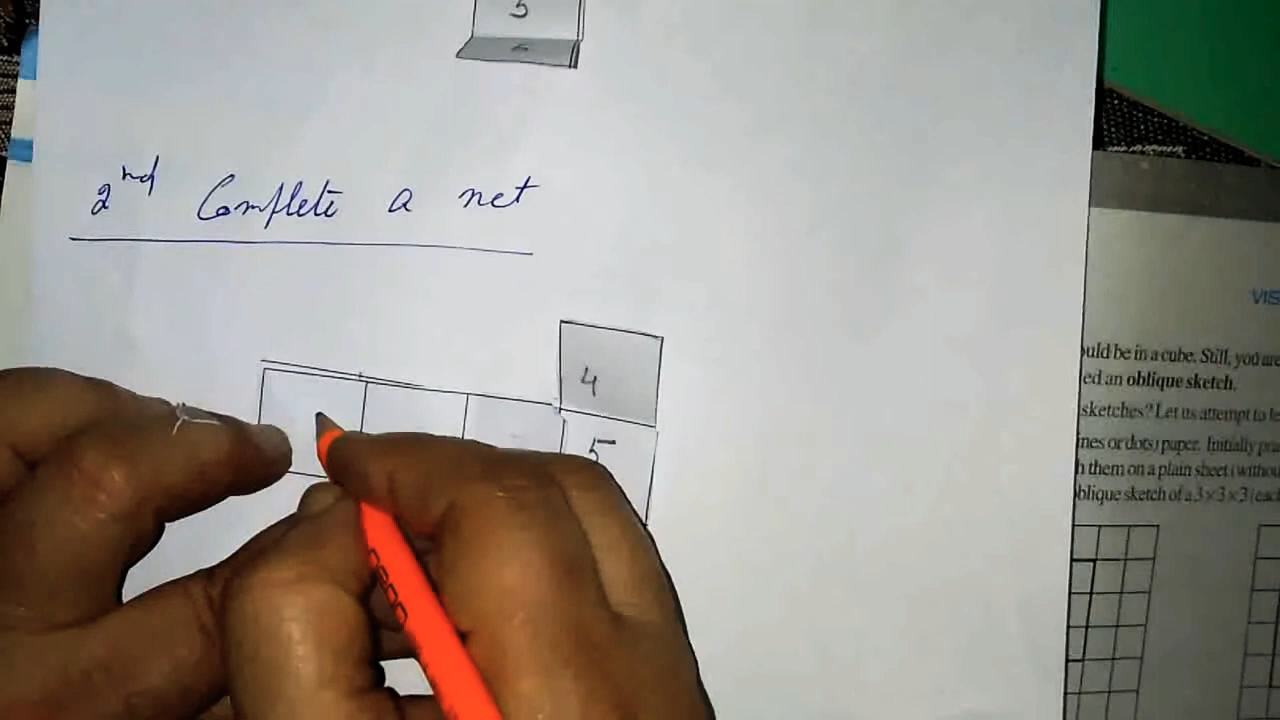 5
2nd Complete a net
4
5
VIS
ould be in a cube. Still, you are
ed an oblique sketch.
sketches? Let us attempt to
ines or dots) paper. Initially
h them on a plain sheet (withou
blique sketch of a 3×3×3 (eac